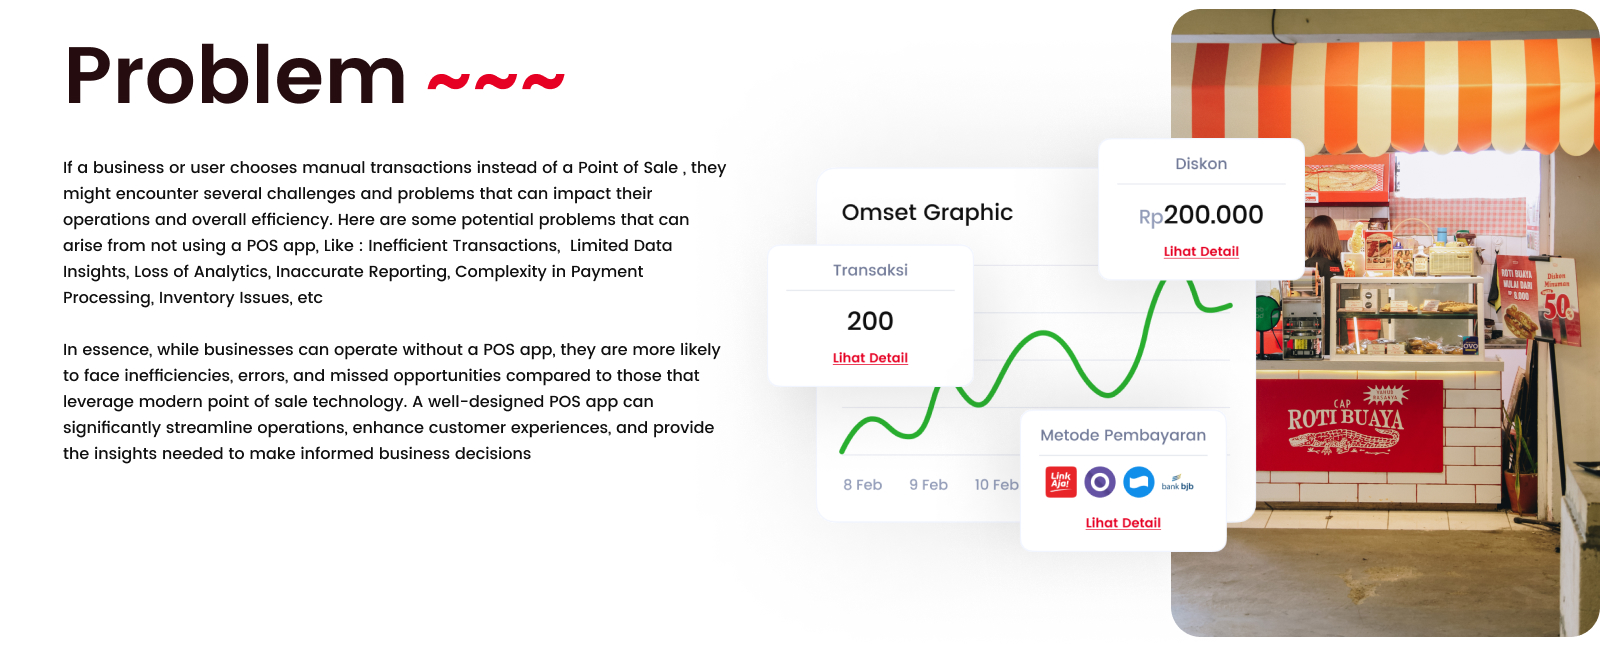 Problem ~~~
If a business or user chooses manual transactions instead of a Point of Sale , they
might encounter several challenges and problems that can impact their
operations and overall efficiency. Here are some potential problems that can
arise from not using a POS app, Like : Inefficient Transactions,  Limited Data
Insights, Loss of Analytics, Inaccurate Reporting, Complexity in Payment
Processing, Inventory Issues, etc
In essence, while businesses can operate without a POS app, they are more likely
to face inefficiencies, errors, and missed opportunities compared to those that
leverage modern point of sale technology. A well-designed POS app can
significantly streamline operations, enhance customer experiences, and provide
the insights needed to make informed business decisions
Omset Graphic
Transaksi
200
Lihat Detail
Diskon
Rp200.000
Lihat Detail
8 Feb
9 Feb
10 Feb
Metode Pembayaran
Link
Aja!
bank bjb
Lihat Detail
ROTI BUAYA
MULAI DARI
RP 8.000
Diskon
Minuman
50%
OVO
CAP
ROTI BUAYA